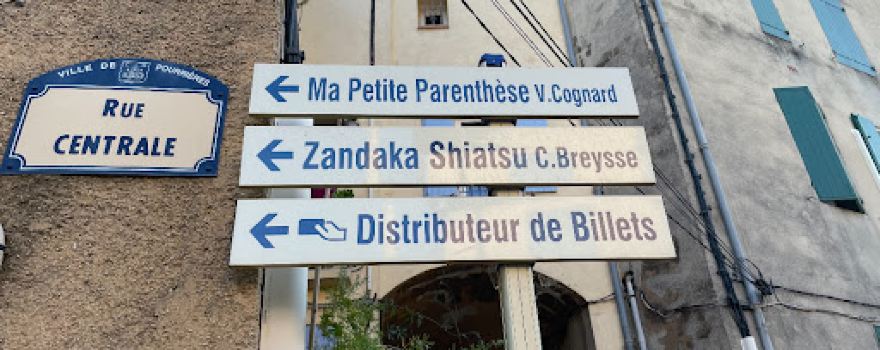 VILLE DE POURRIÈRES
RUE
CENTRALE
Ma Petite Parenthèse V.Cognard
Zandaka Shiatsu C.Breysse
Distributeur de Billets